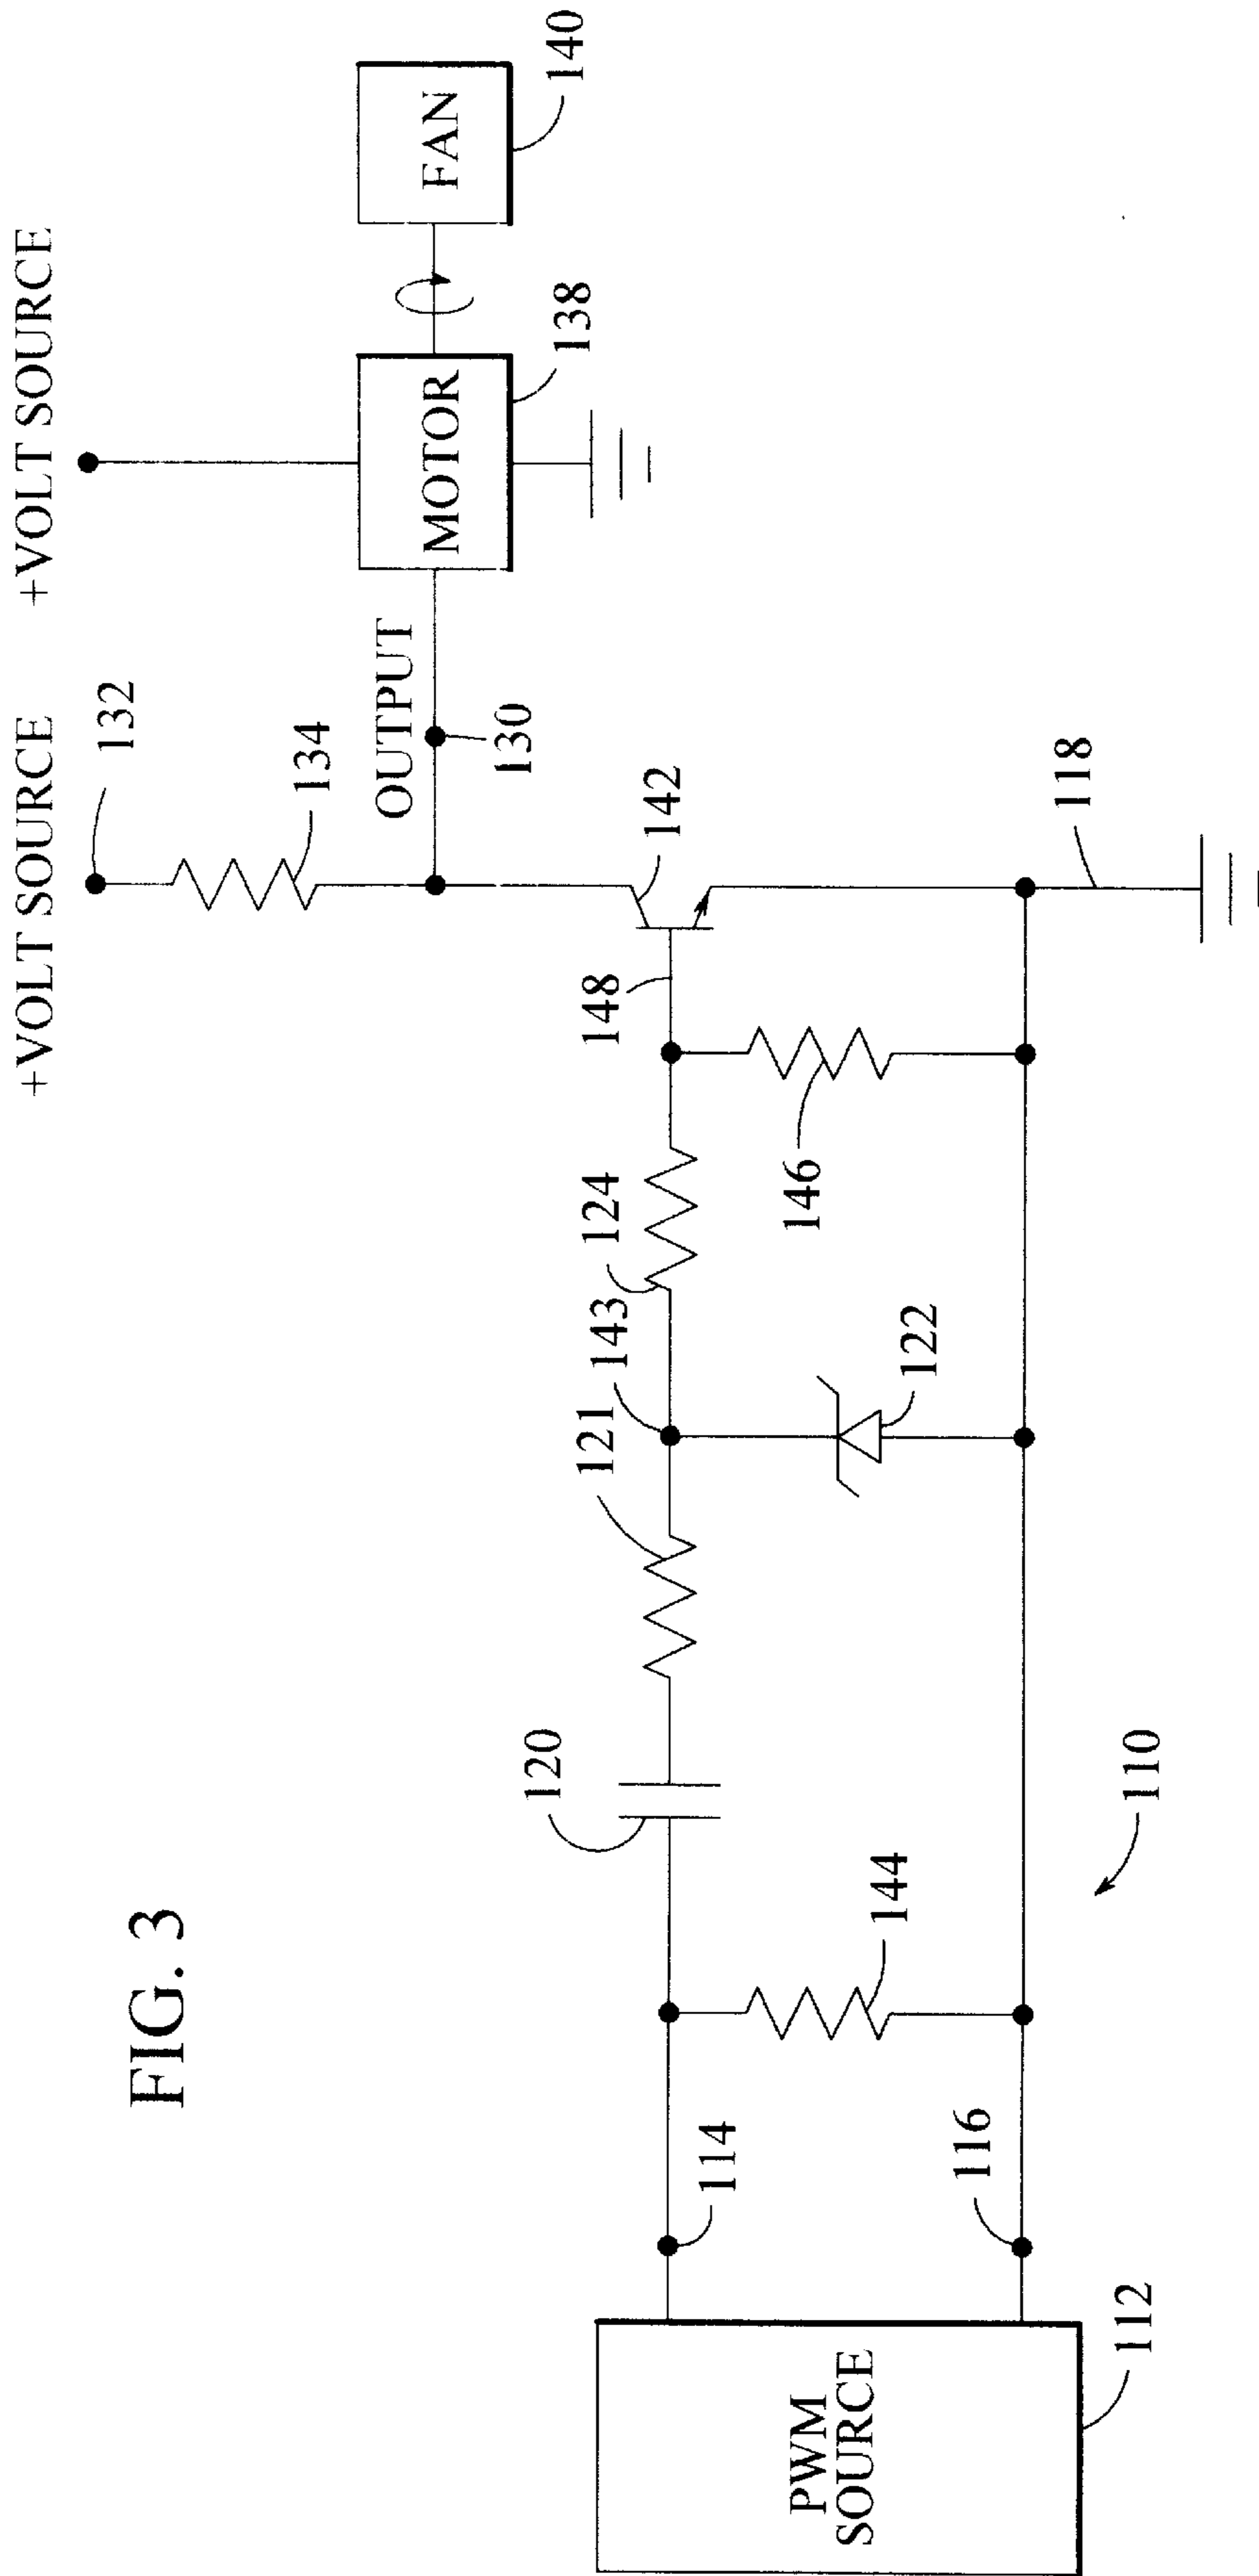 FIG. 3
+VOLT SOURCE
+VOLT SOURCE
132
134
OUTPUT
130
MOTOR
138
FAN
140
142
148
120
121
143
124
146
122
144
114
116
118
PWM
SOURCE
112
110